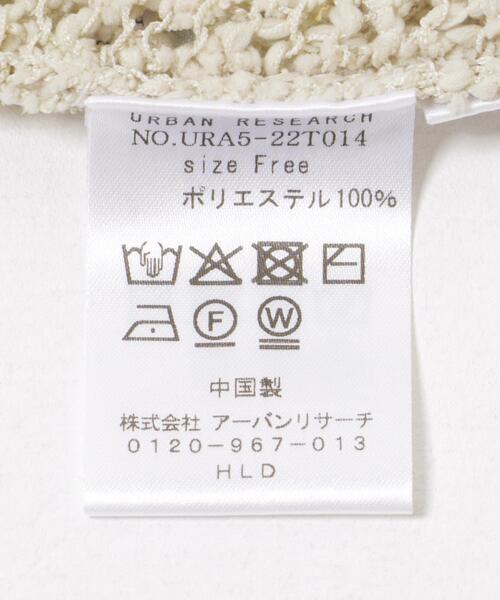 URBAN RESEARCH
NO.URA5-22T014
size Free
ポリエステル100%
F W
中国製
株式会社 アーバンリサーチ
0120-967-013
HLD